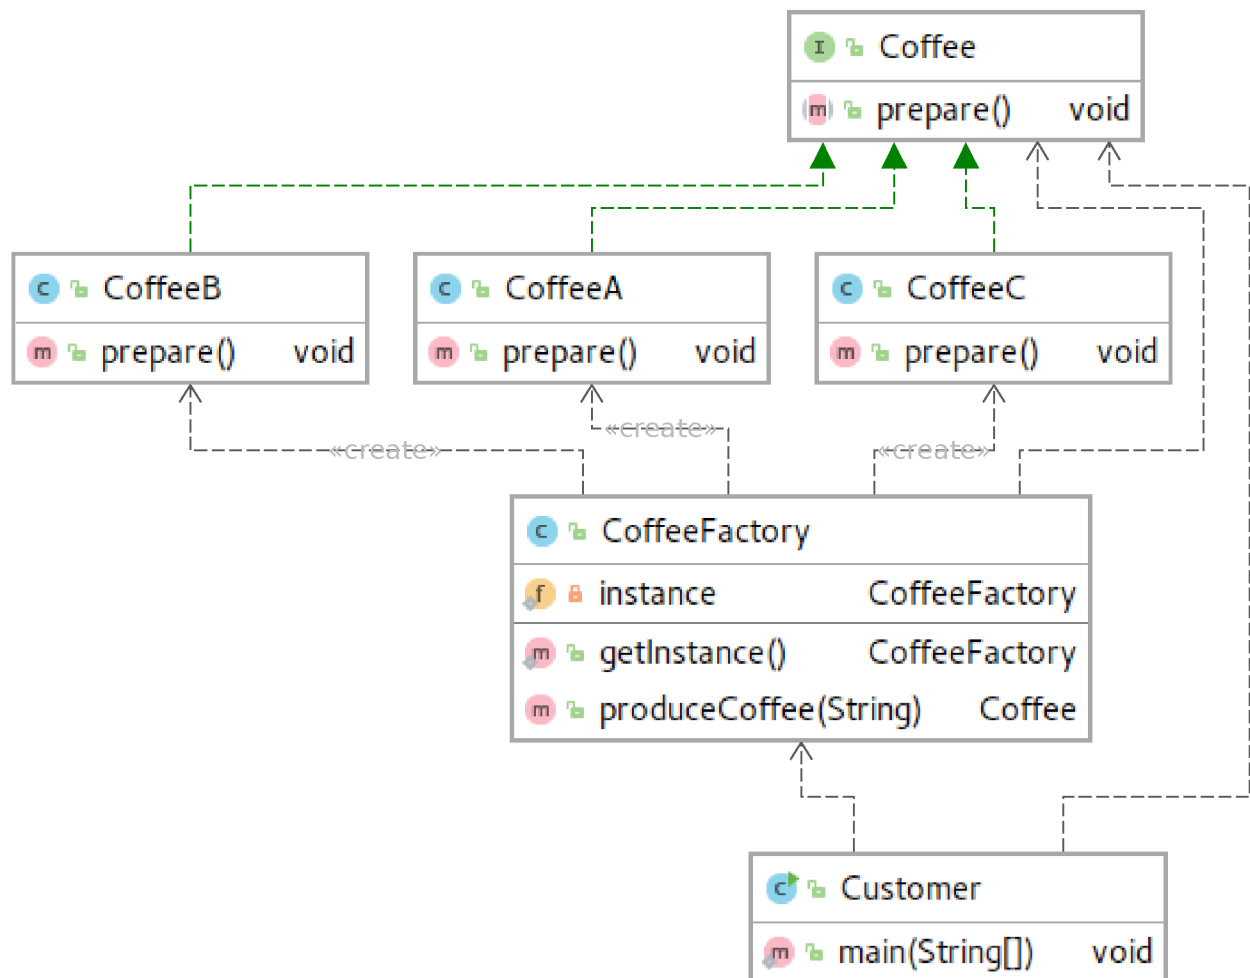 I Coffee
m prepare() void
C CoffeeB
m prepare() void
C CoffeeA
m prepare() void
C CoffeeC
m prepare() void
«create»
«create»
«create»
C CoffeeFactory
f instance CoffeeFactory
m getInstance() CoffeeFactory
m produceCoffee(String) Coffee
C Customer
m main(String[]) void